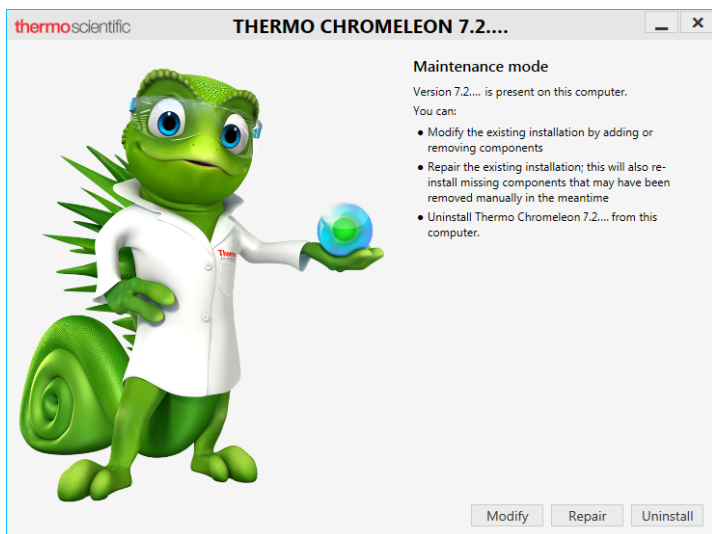 thermoscientific
THERMO CHROMELEON 7.2....
Maintenance mode
Version 7.2.... is present on this computer.
You can:
● Modify the existing installation by adding or
removing components
● Repair the existing installation; this will also re-
install missing components that may have been
removed manually in the meantime
● Uninstall Thermo Chromeleon 7.2.... from this
computer.
Thermo
Modify
Repair
Uninstall